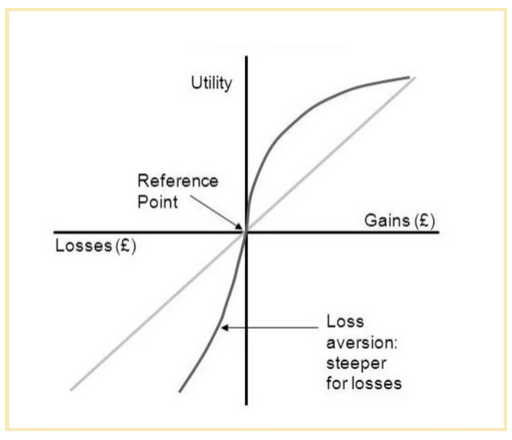 Utility
Reference
Point
Gains (£)
Losses (£)
Loss
aversion:
steeper
for losses